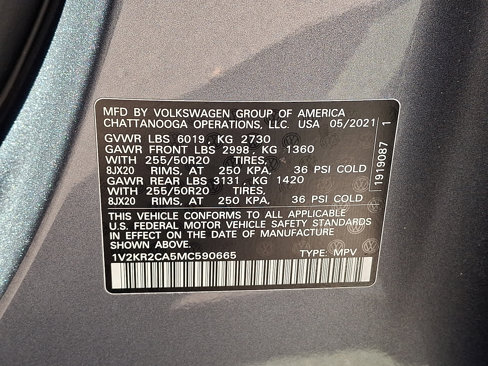 MFD BY VOLKSWAGEN GROUP OF AMERICA
CHATTANOOGA OPERATIONS, LLC. USA 05/2021
GVWR LBS 6019, KG 2730
GAWR FRONT LBS 2998, KG 1360
WITH 255/50R20 TIRES,
8JX20 RIMS, AT 250 KPA, 36 PSI COLD
GAWR REAR LBS 3131, KG 1420
WITH 255/50R20 TIRES,
8JX20 RIMS, AT 250 KPA, 36 PSI COLD
THIS VEHICLE CONFORMS TO ALL APPLICABLE
U.S. FEDERAL MOTOR VEHICLE SAFETY STANDARDS
IN EFFECT ON THE DATE OF MANUFACTURE
SHOWN ABOVE.
1V2KR2CA5MC590665 TYPE: MPV
1919087 1